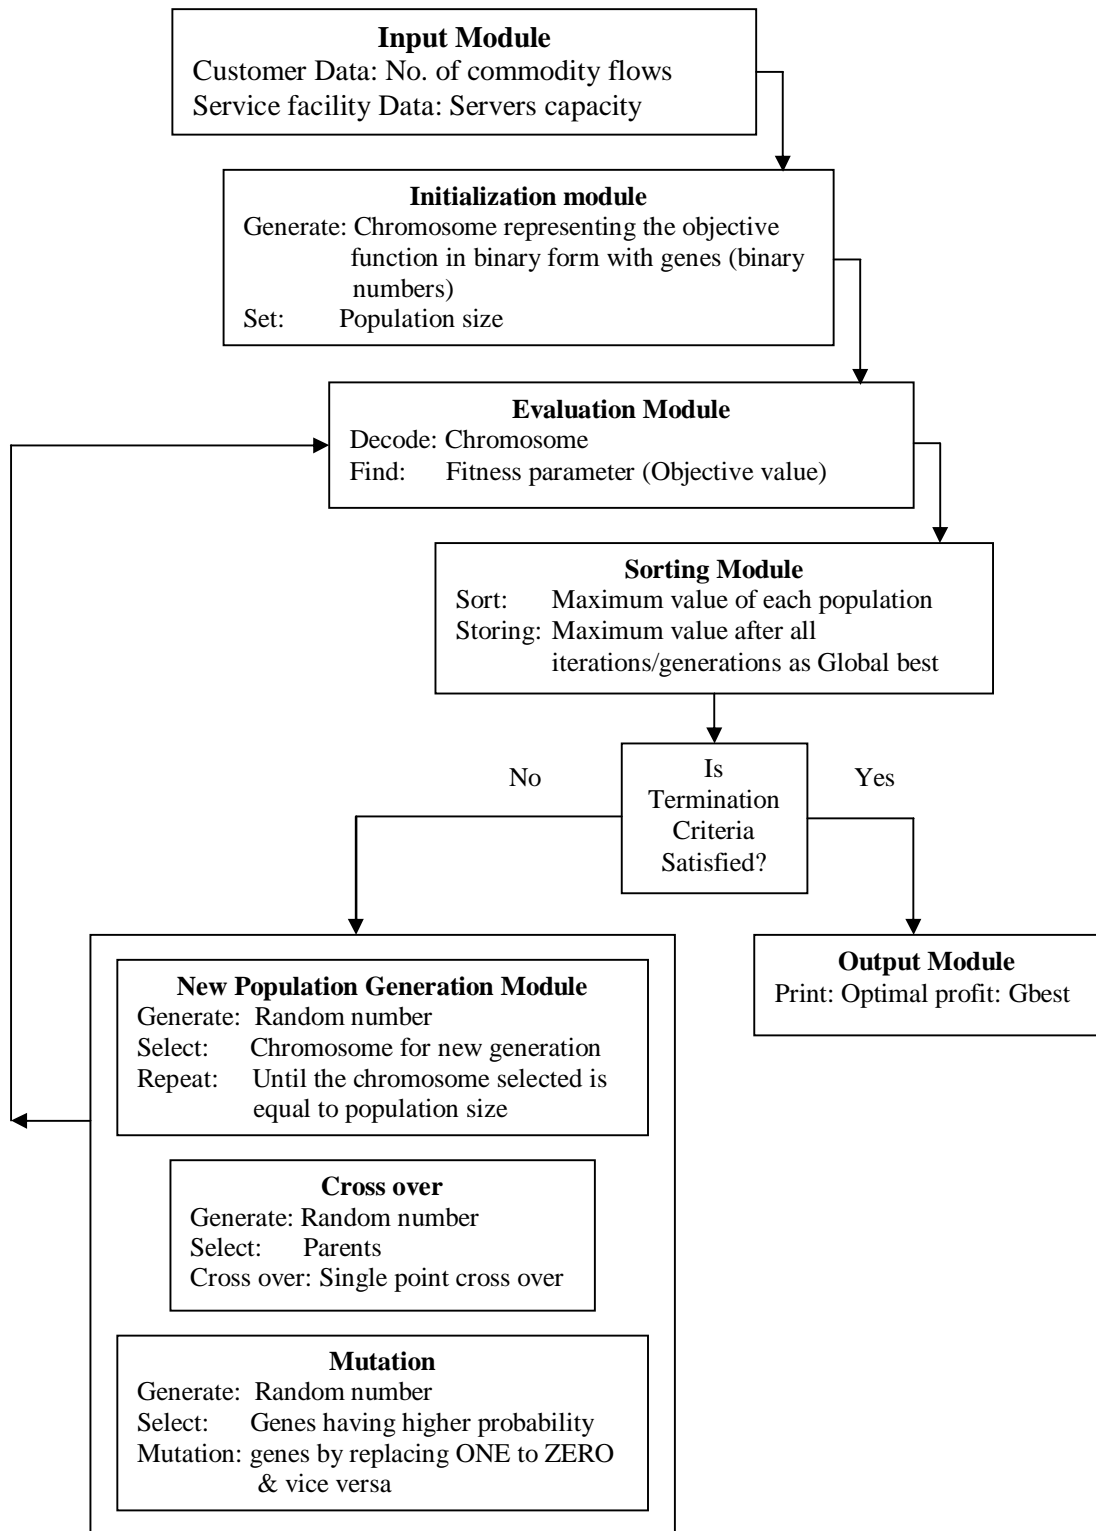 Input Module
Customer Data: No. of commodity flows
Service facility Data: Servers capacity
Initialization module
Generate: Chromosome representing the objective
function in binary form with genes (binary
numbers)
Set: Population size
Evaluation Module
Decode: Chromosome
Find: Fitness parameter (Objective value)
Sorting Module
Sort: Maximum value of each population
Storing: Maximum value after all
iterations/generations as Global best
No
Is
Termination
Criteria
Satisfied?
Yes
New Population Generation Module
Generate: Random number
Select: Chromosome for new generation
Repeat: Until the chromosome selected is
equal to population size
Output Module
Print: Optimal profit: Gbest
Cross over
Generate: Random number
Select: Parents
Cross over: Single point cross over
Mutation
Generate: Random number
Select: Genes having higher probability
Mutation: genes by replacing ONE to ZERO
& vice versa